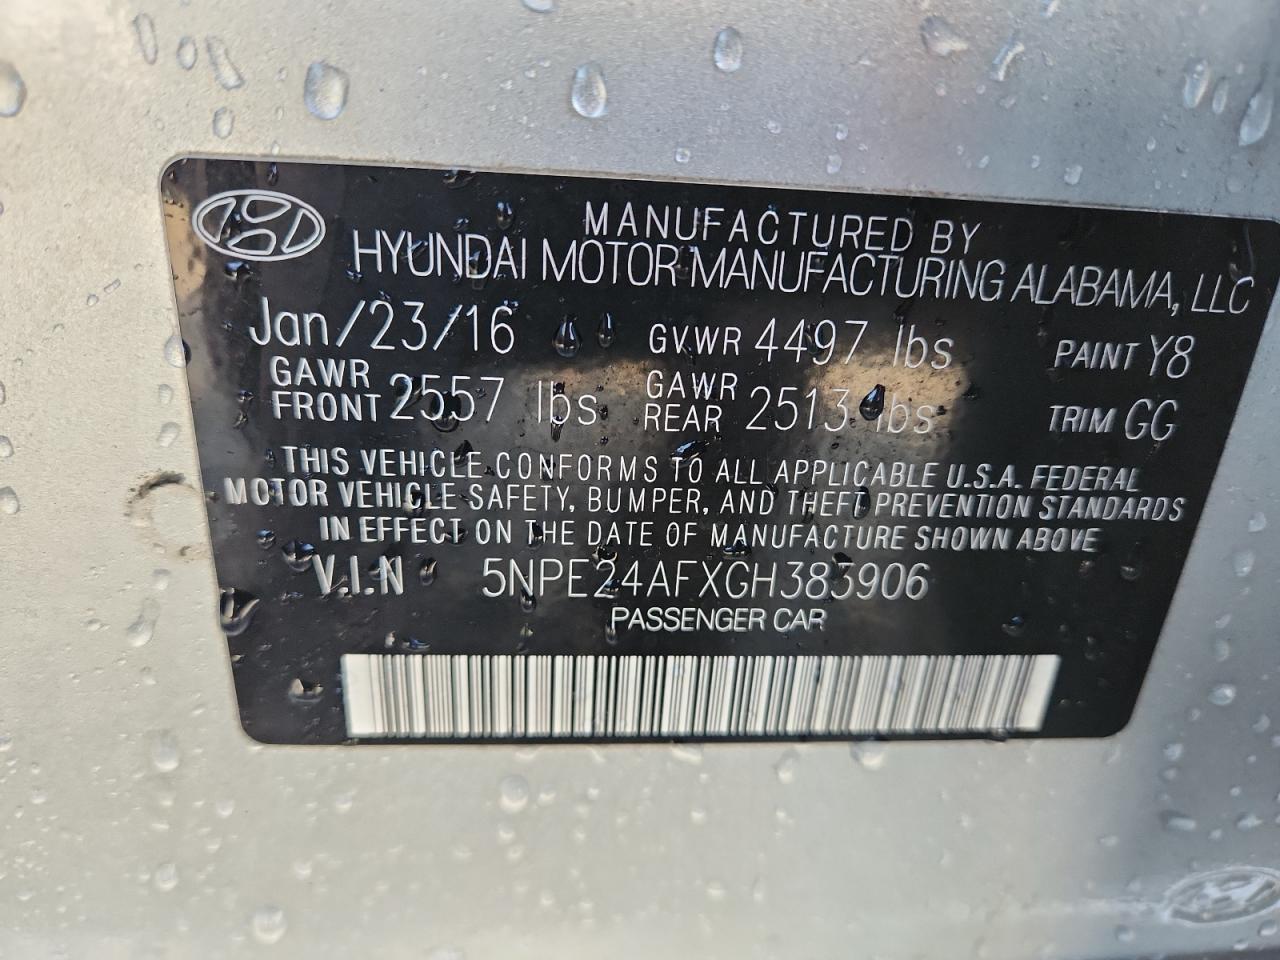 MANUFACTURED BY
HYUNDAI MOTOR MANUFACTURING ALABAMA, LLC
Jan/23/16 GVWR 4497 lbs PAINT Y8
GAWR FRONT 2557 lbs GAWR REAR 2513 lbs TRIM GG
THIS VEHICLE CONFORMS TO ALL APPLICABLE U.S.A. FEDERAL
MOTOR VEHICLE SAFETY, BUMPER, AND THEFT PREVENTION STANDARDS
IN EFFECT ON THE DATE OF MANUFACTURE SHOWN ABOVE
V.I.N 5NPE24AFXGH383906
PASSENGER CAR